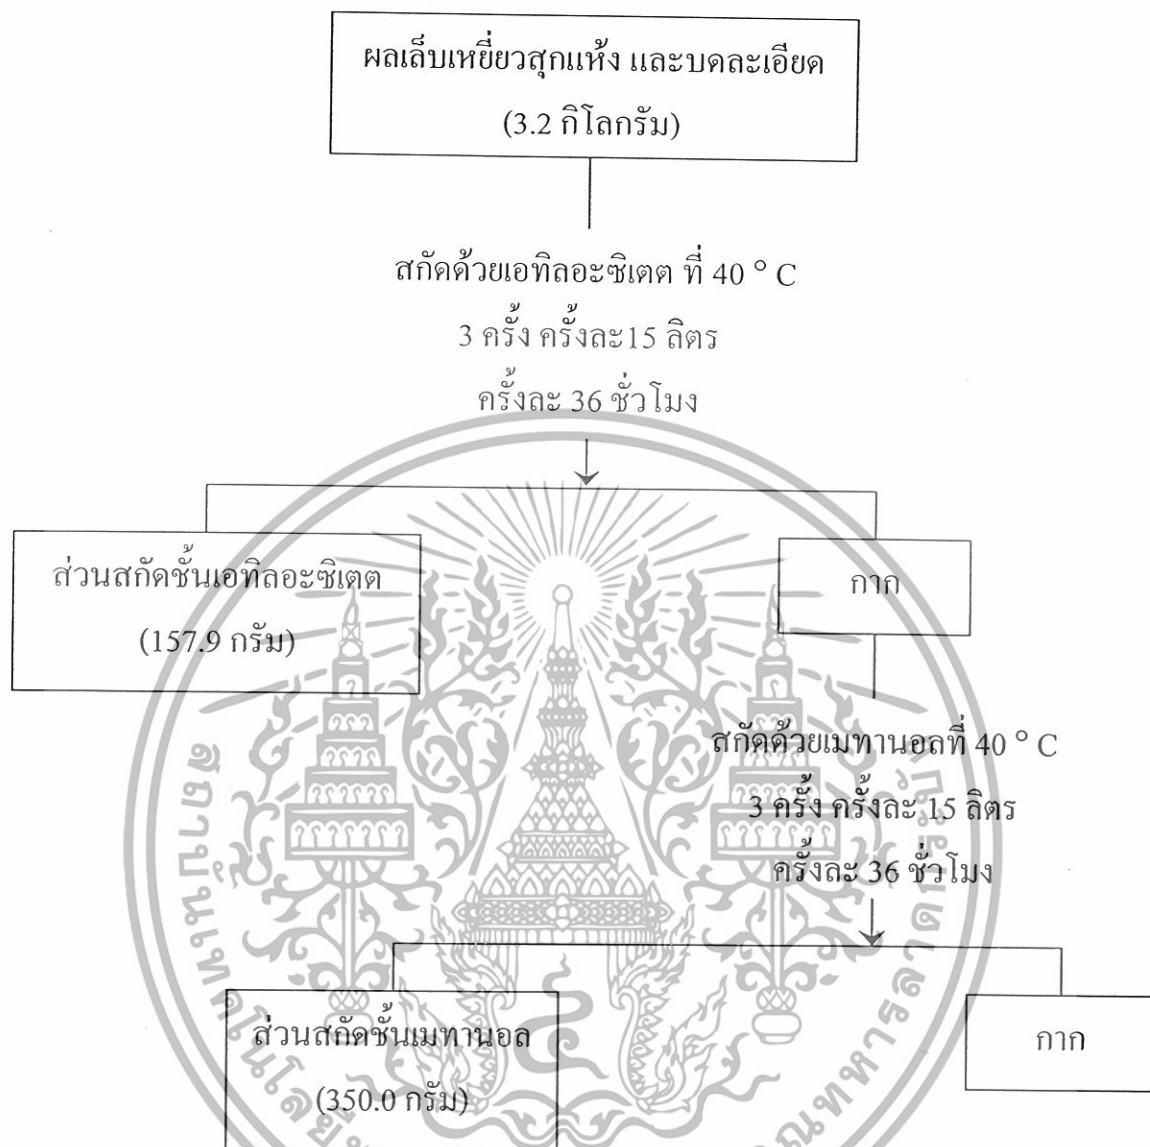 ผลเล็บเหยี่ยวสุกแห้ง และบดละเอียด
(3.2 กิโลกรัม)
สกัดด้วยเอทิลอะซิเตต ที่ 40 ° C
3 ครั้ง ครั้งละ15 ลิตร
ครั้งละ 36 ชั่วโมง
ส่วนสกัดชั้นเอทิลอะซิเตต
(157.9 กรัม)
กาก
สกัดด้วยเมทานอลที่ 40 ° C
3 ครั้ง ครั้งละ 15 ลิตร
ครั้งละ 36 ชั่วโมง
ส่วนสกัดชั้นเมทานอล
(350.0 กรัม)
กาก